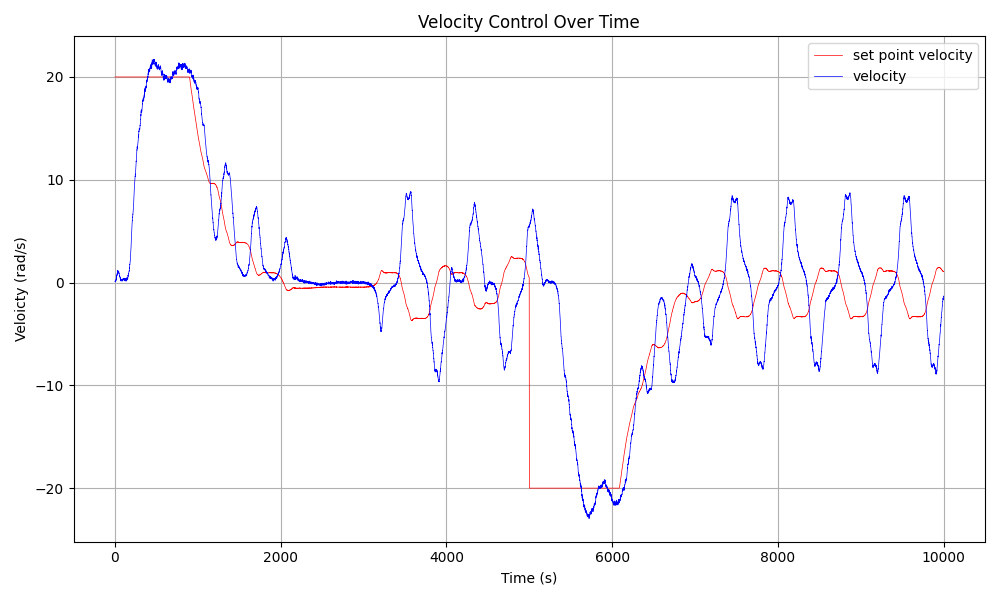 Velocity Control Over Time
set point velocity
velocity
Veloicty (rad/s)
20
10
0
−10
−20
0
2000
4000
6000
8000
10000
Time (s)